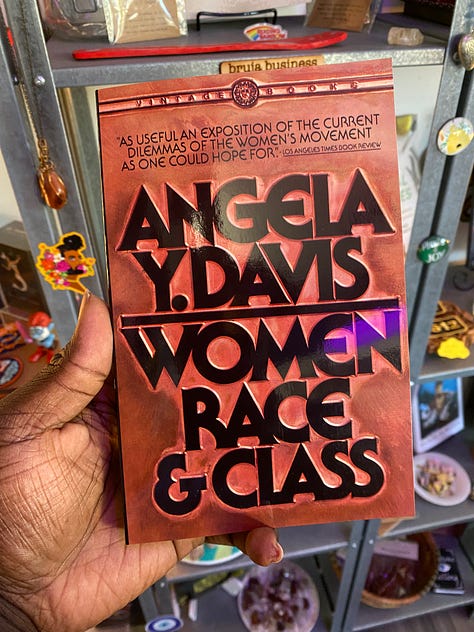 bruja business
VINTAGE BOOKS
"AS USEFUL AN EXPOSITION OF THE CURRENT
DILEMMAS OF THE WOMEN'S MOVEMENT
AS ONE COULD HOPE FOR". - LOS ANGELES TIMES BOOK REVIEW
ANGELA
Y. DAVIS
WOMEN
RACE
& CLASS